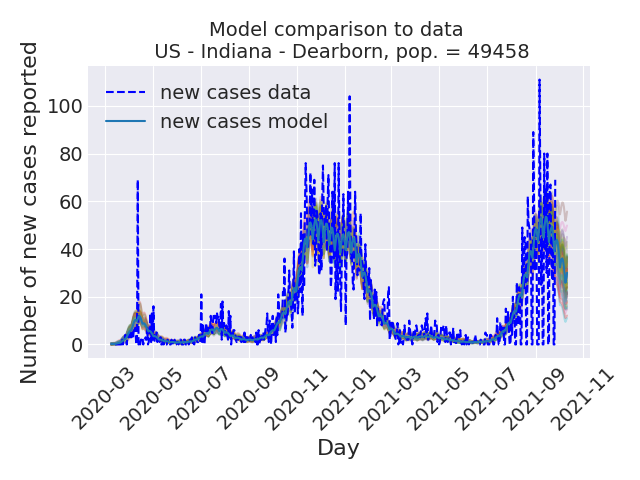 Model comparison to data
US - Indiana - Dearborn, pop. = 49458
Number of new cases reported
new cases data
new cases model
100
80
60
40
20
0
2020-03
2020-05
2020-07
2020-09
2020-11
2021-01
2021-03
2021-05
2021-07
2021-09
2021-11
Day